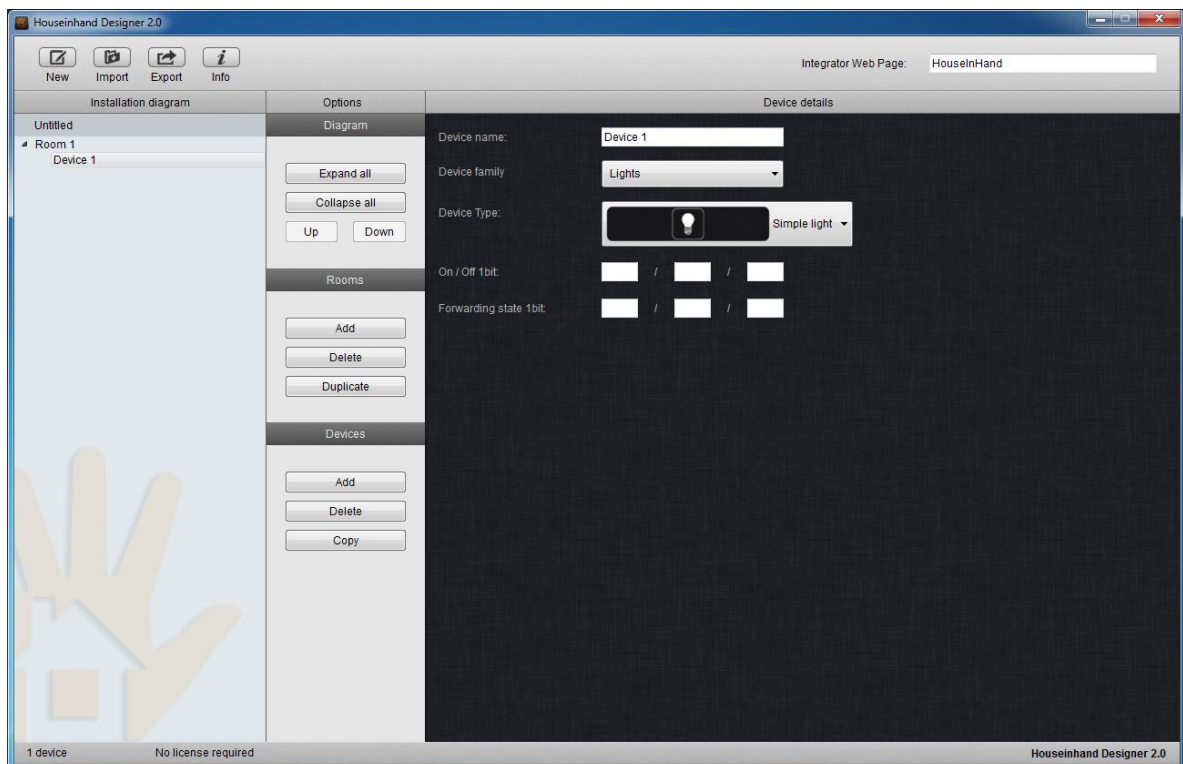 Houseinhand Designer 2.0
New Import Export Info
Integrator Web Page: HouseInHand
Installation diagram
Options
Device details
Untitled
Room 1
Device 1
Diagram
Expand all
Collapse all
Up Down
Rooms
Add
Delete
Duplicate
Devices
Add
Delete
Copy
Device name: Device 1
Device family Lights
Device Type: Simple light
On / Off 1bit: / /
Forwarding state 1bit: / /
1 device No license required Houseinhand Designer 2.0